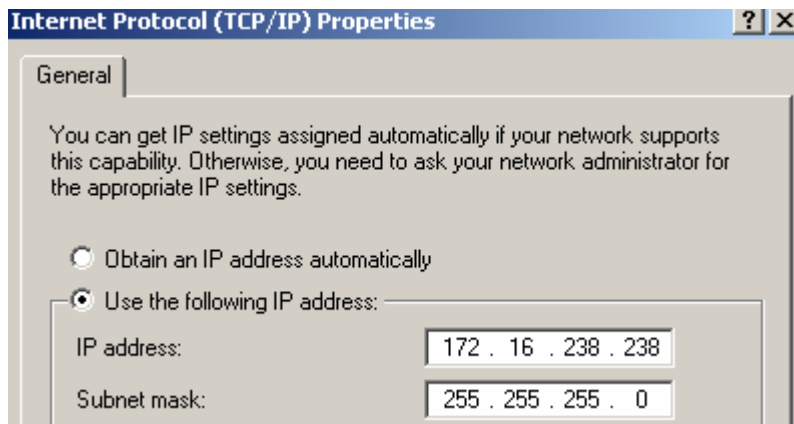 Internet Protocol (TCP/IP) Properties ? X
General
You can get IP settings assigned automatically if your network supports
this capability. Otherwise, you need to ask your network administrator for
the appropriate IP settings.
Obtain an IP address automatically
Use the following IP address:
IP address: 172 . 16 . 238 . 238
Subnet mask: 255 . 255 . 255 . 0